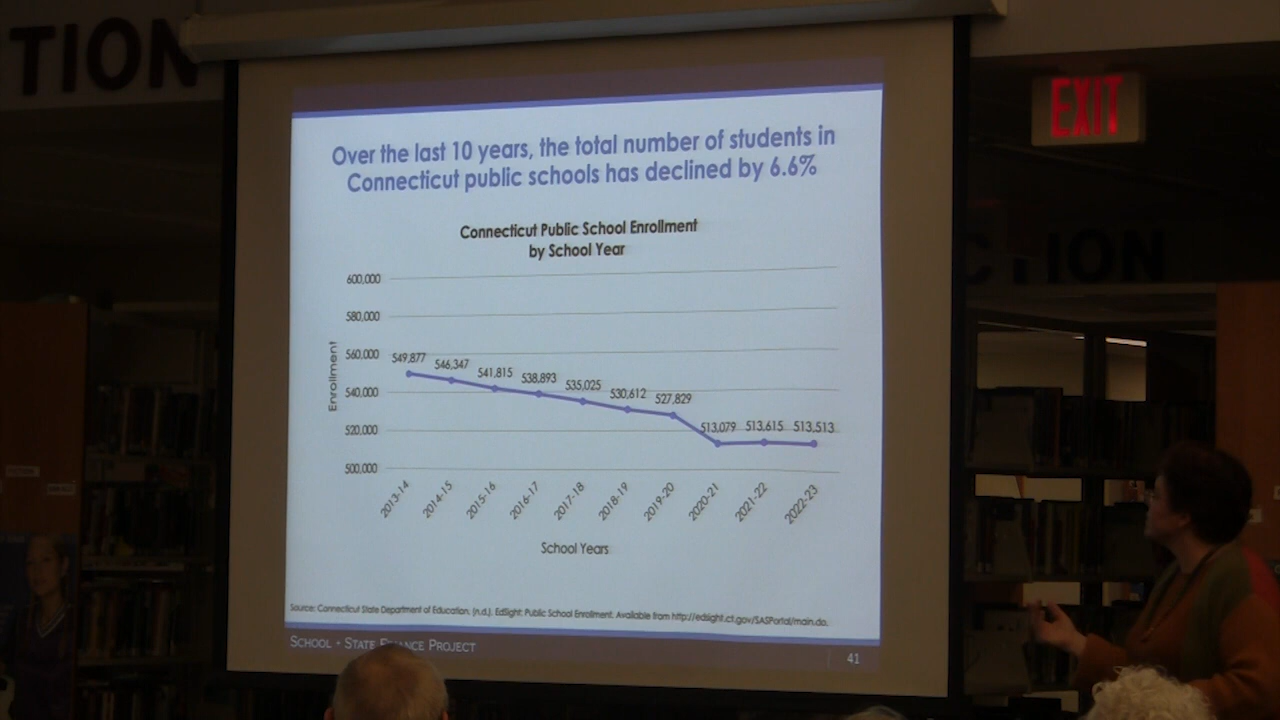 TION
EXIT
Over the last 10 years, the total number of students in
Connecticut public schools has declined by 6.6%
Connecticut Public School Enrollment
by School Year
600,000
580,000
560,000
540,000
520,000
500,000
Enrollment
549,877
546,347
541,815
538,893
535,025
530,612
527,829
513,079
513,615
513,513
2013-14
2014-15
2015-16
2016-17
2017-18
2018-19
2019-20
2020-21
2021-22
2022-23
School Years
Source: Connecticut State Department of Education. (n.d.). EdSight: Public School Enrollment. Available from http://edsight.ct.gov/SASPortal/main.do.
SCHOOL + STATE PROJECT
41
ION